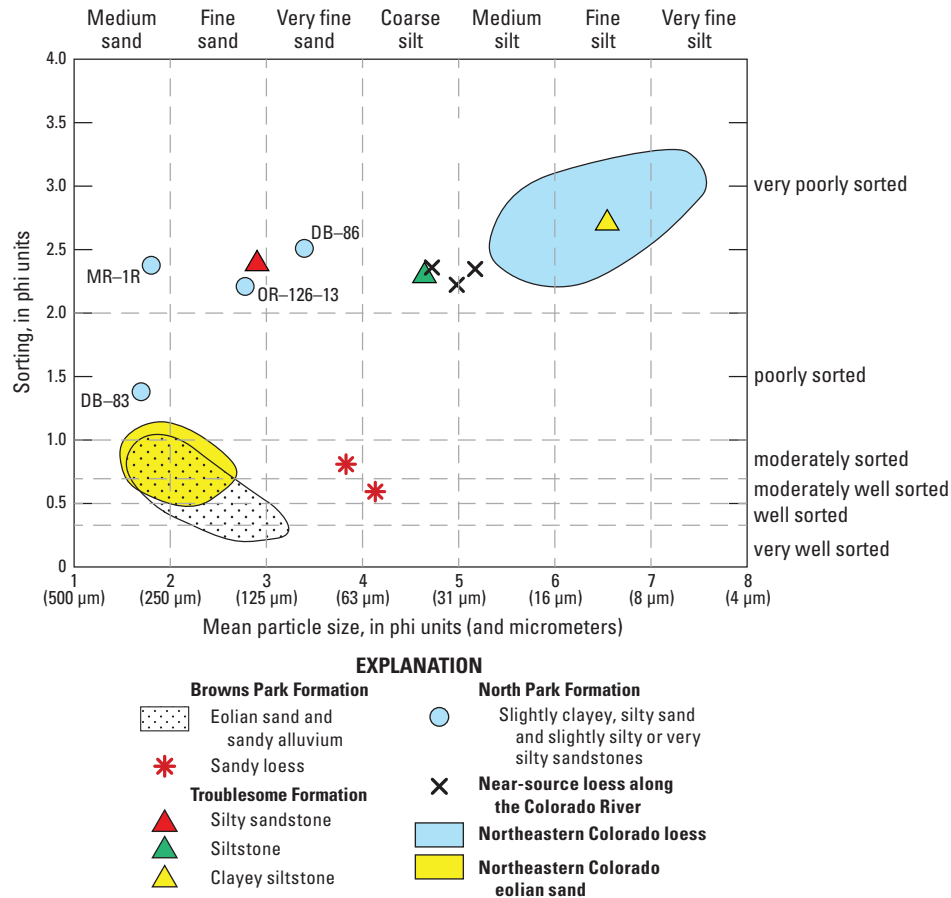 Medium sand
Fine sand
Very fine sand
Coarse silt
Medium silt
Fine silt
Very fine silt
Sorting, in phi units
4.0
3.5
3.0
2.5
2.0
1.5
1.0
0.5
0
very poorly sorted
poorly sorted
moderately sorted
moderately well sorted
well sorted
very well sorted
DB–86
MR–1R
OR–126–13
DB–83
1 2 3 4 5 6 7 8
(500 µm) (250 µm) (125 µm) (63 µm) (31 µm) (16 µm) (8 µm) (4 µm)
Mean particle size, in phi units (and micrometers)
EXPLANATION
Browns Park Formation
Eolian sand and
sandy alluvium
Sandy loess
Troublesome Formation
Silty sandstone
Siltstone
Clayey siltstone
North Park Formation
Slightly clayey, silty sand
and slightly silty or very
silty sandstones
Near-source loess along
the Colorado River
Northeastern Colorado loess
Northeastern Colorado
eolian sand